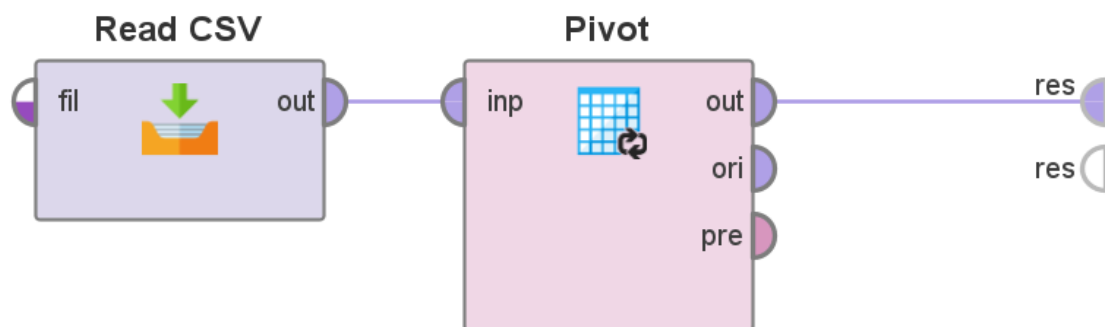 Read CSV
Pivot
fil
out
inp
out
res
ori
res
pre